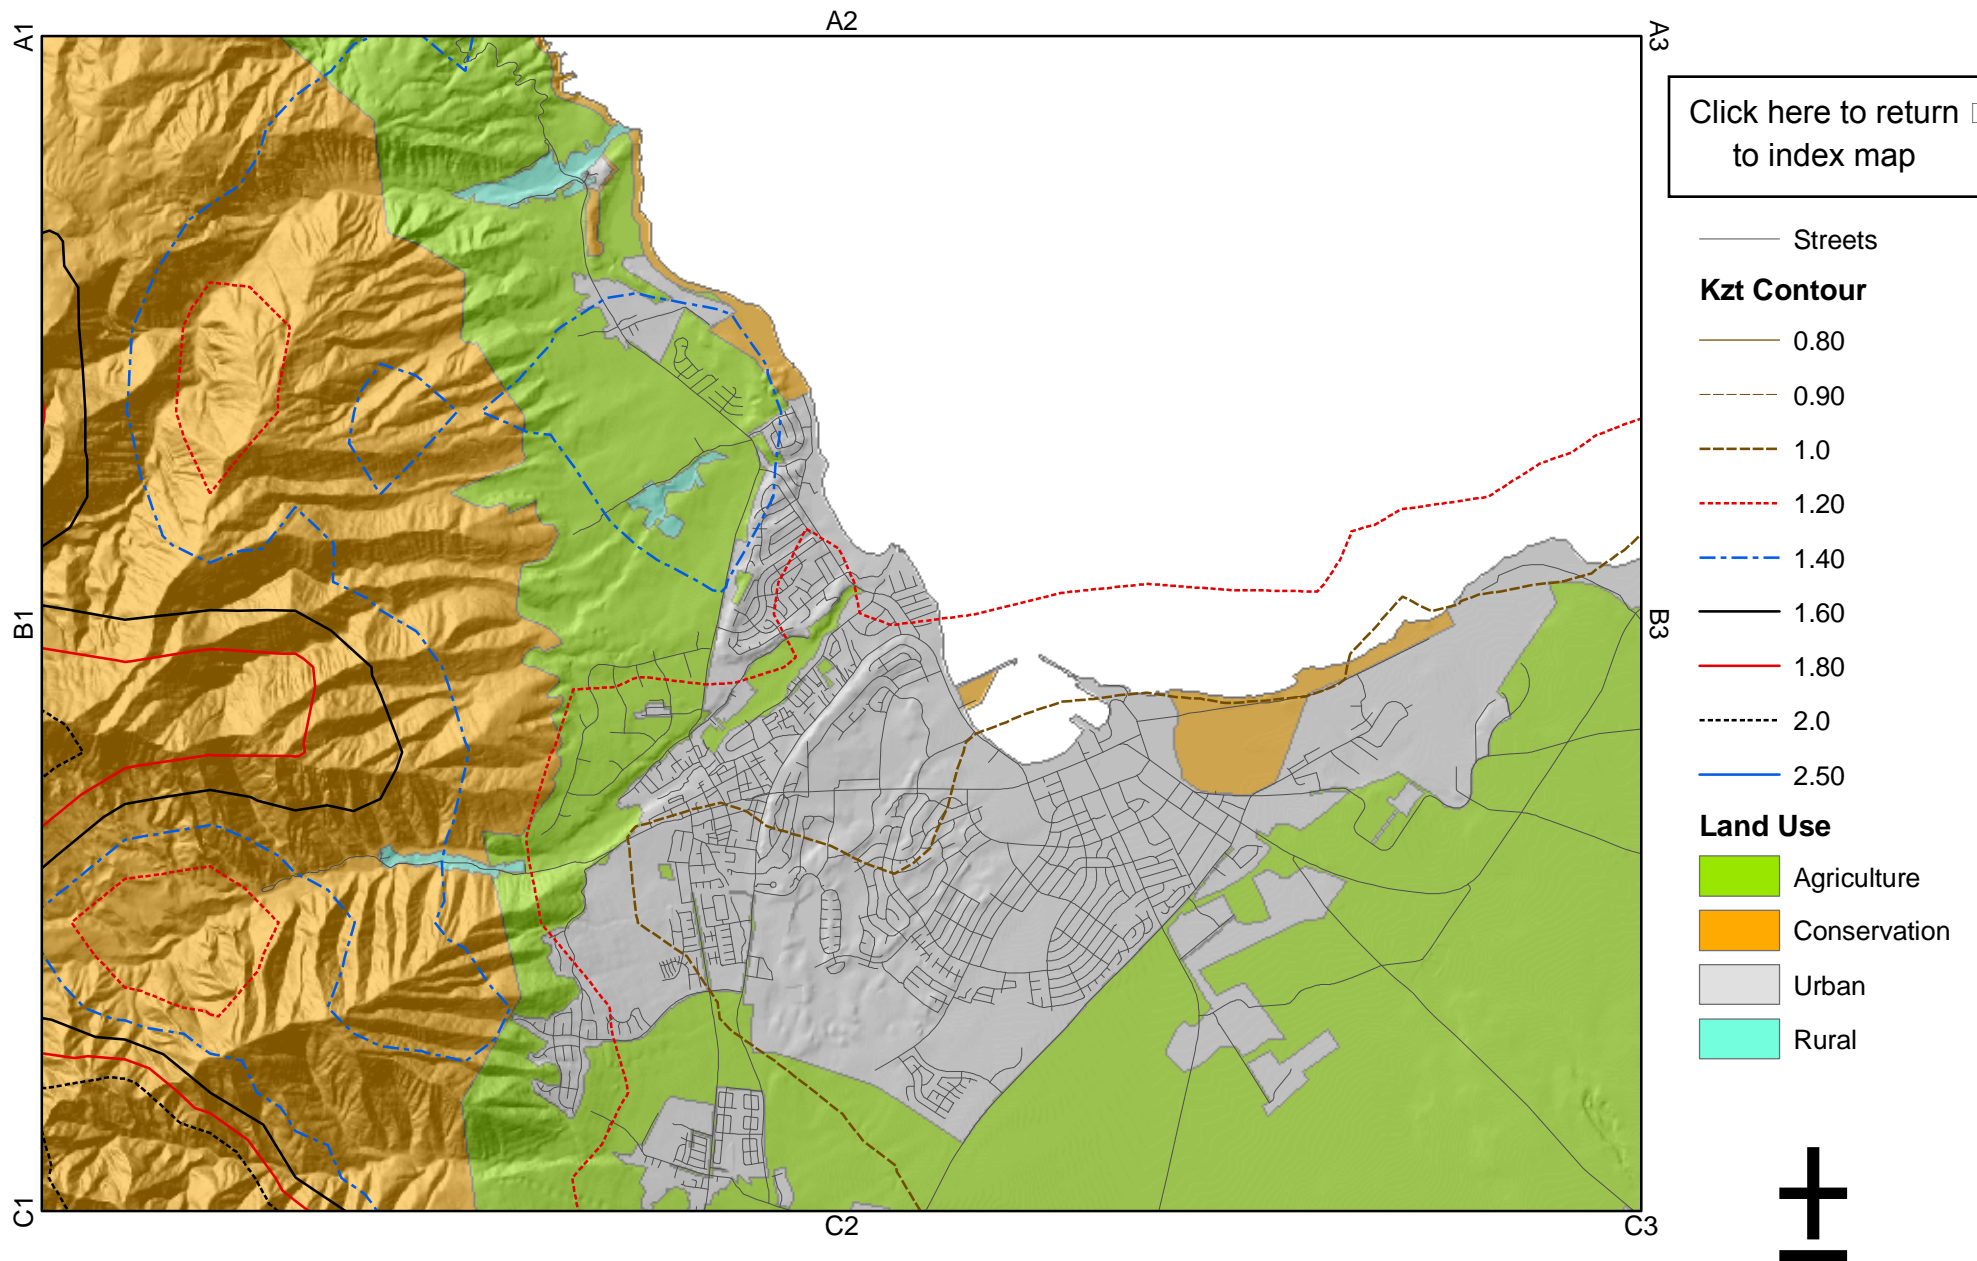 A1
A2
A3
B1
B3
C1
C2
C3
Click here to return
to index map
Streets
Kzt Contour
0.80
0.90
1.0
1.20
1.40
1.60
1.80
2.0
2.50
Land Use
Agriculture
Conservation
Urban
Rural